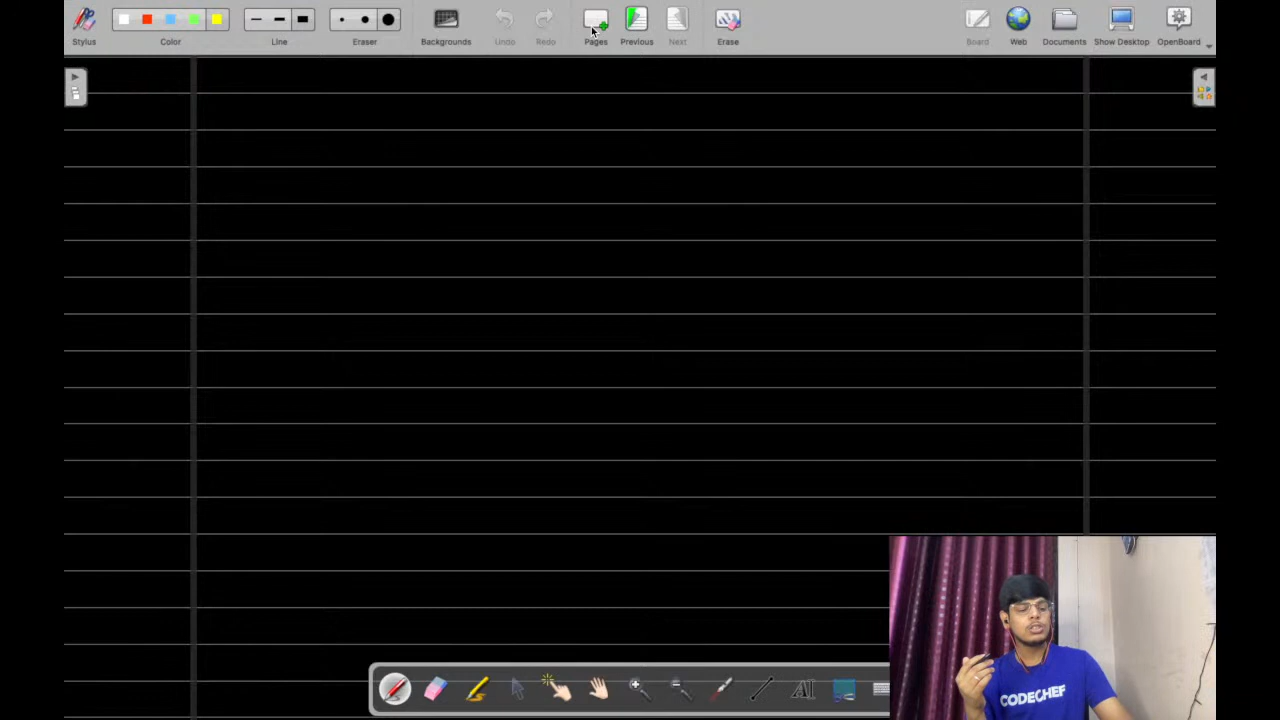 Stylus
Color
Line
Eraser
Backgrounds
Undo
Redo
Pages
Previous
Next
Erase
Board
Web
Documents
Show Desktop
OpenBoard
CODECHEF